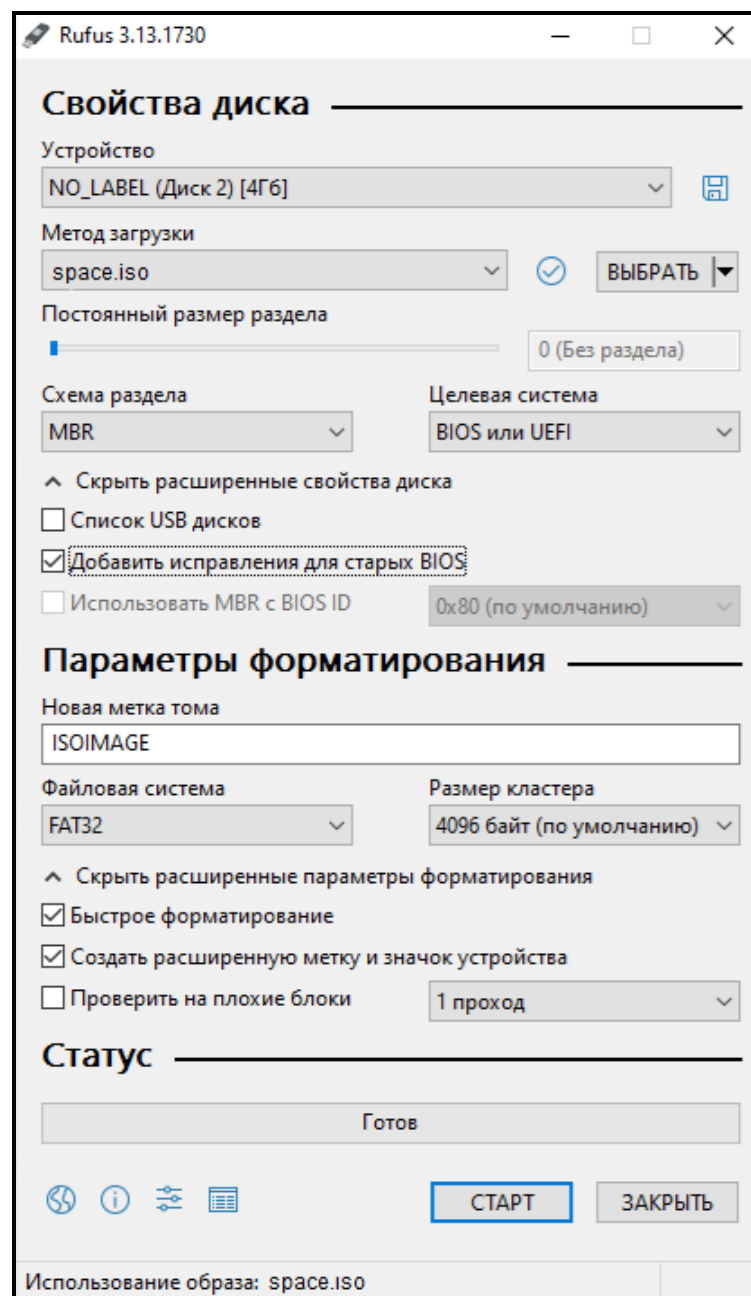 Rufus 3.13.1730
Свойства диска
Устройство
NO_LABEL (Диск 2) [4Гб]
Метод загрузки
space.iso ВЫБРАТЬ
Постоянный размер раздела
0 (Без раздела)
Схема раздела Целевая система
MBR BIOS или UEFI
Скрыть расширенные свойства диска
Список USB дисков
Добавить исправления для старых BIOS
Использовать MBR с BIOS ID 0x80 (по умолчанию)
Параметры форматирования
Новая метка тома
ISOIMAGE
Файловая система Размер кластера
FAT32 4096 байт (по умолчанию)
Скрыть расширенные параметры форматирования
Быстрое форматирование
Создать расширенную метку и значок устройства
Проверить на плохие блоки 1 проход
Статус
Готов
СТАРТ ЗАКРЫТЬ
Использование образа: space.iso